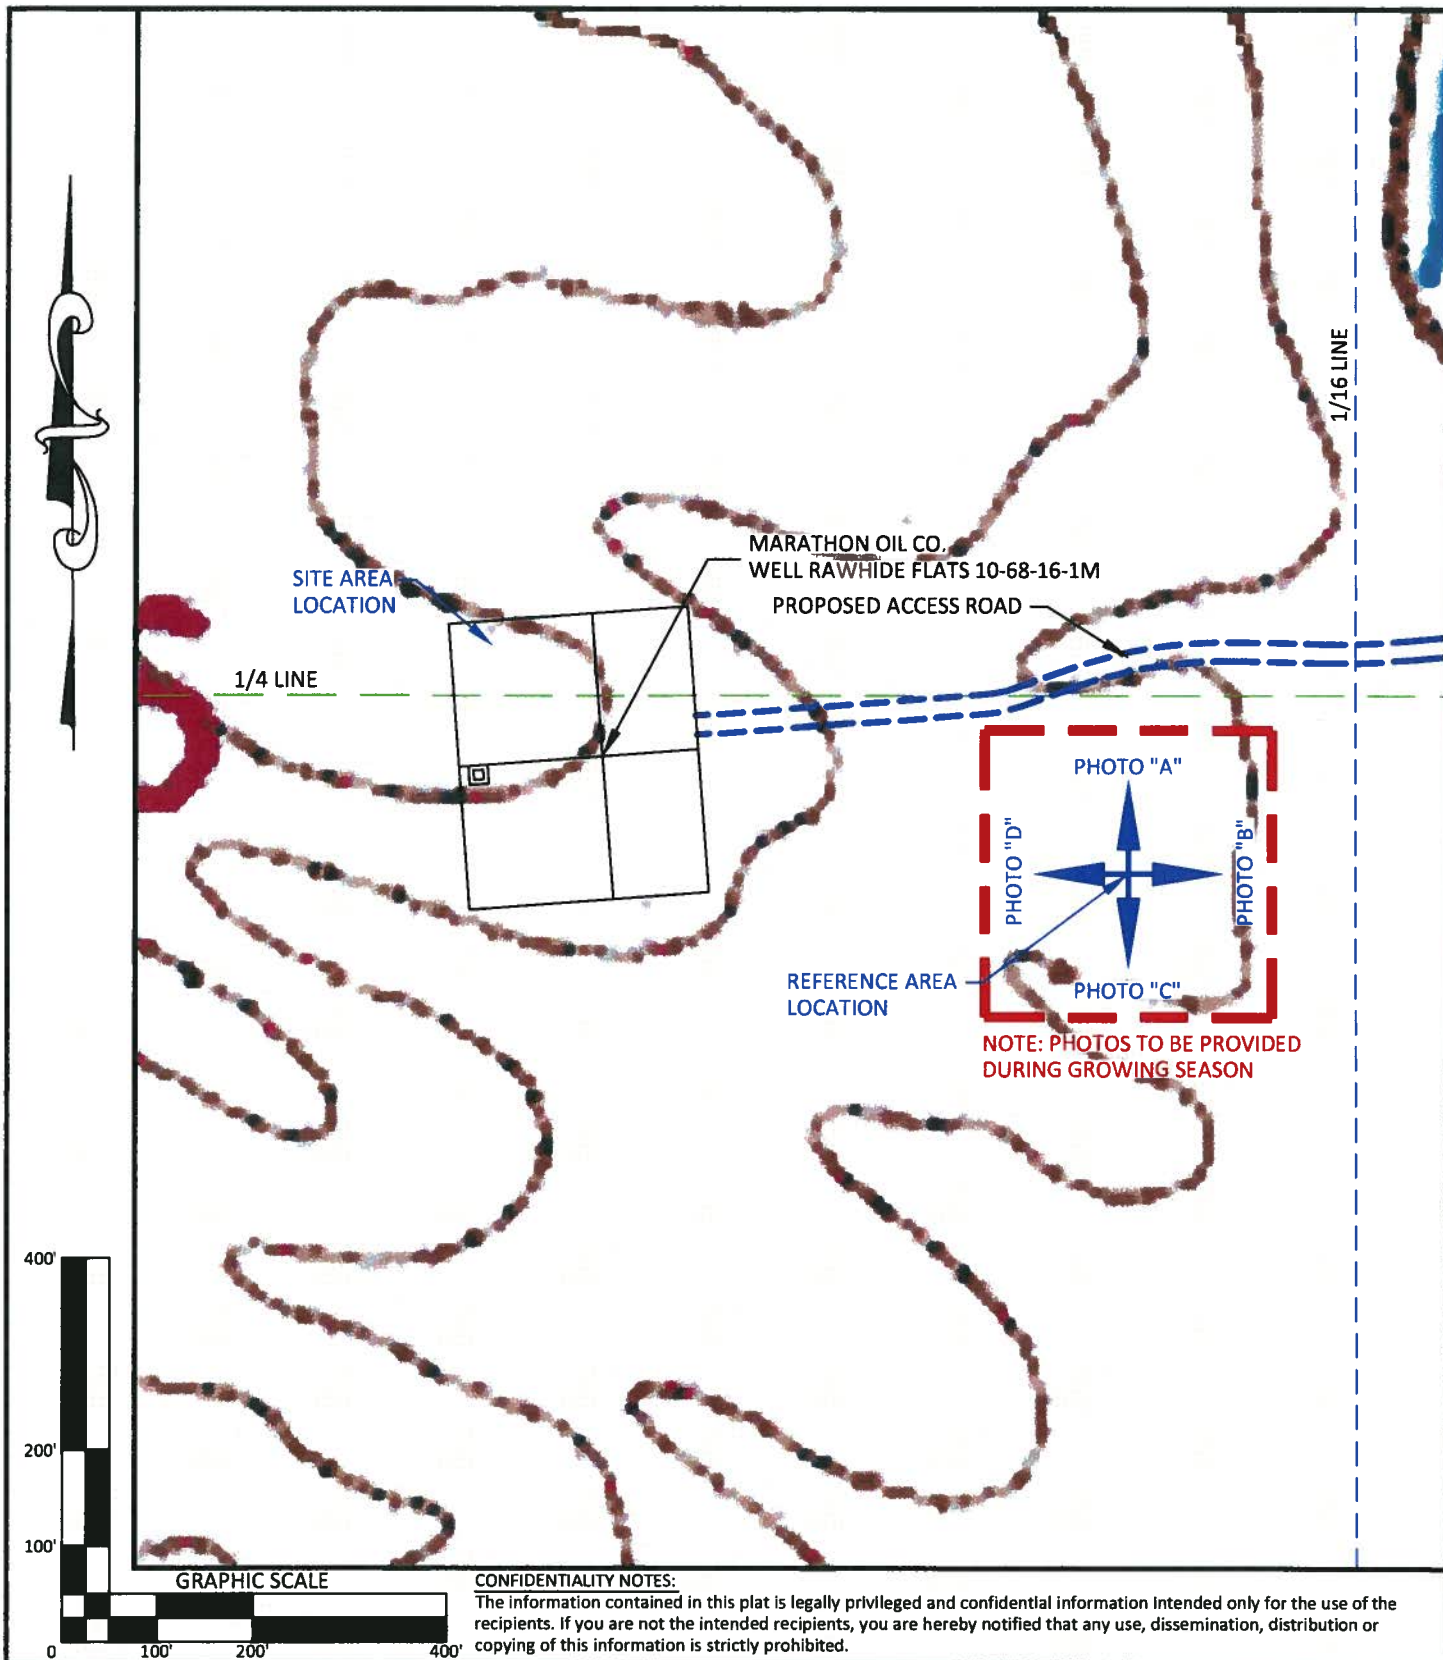 1/16 LINE
MARATHON OIL CO.
WELL RAWHIDE FLATS 10-68-16-1M
SITE AREA
LOCATION
PROPOSED ACCESS ROAD
1/4 LINE
PHOTO "A"
PHOTO "D"
PHOTO "B"
REFERENCE AREA
LOCATION
PHOTO "C"
NOTE: PHOTOS TO BE PROVIDED
DURING GROWING SEASON
400'
200'
100'
GRAPHIC SCALE
0 100' 200' 400'
CONFIDENTIALITY NOTES:
The information contained in this plat is legally privileged and confidential information intended only for the use of the
recipients. If you are not the intended recipients, you are hereby notified that any use, dissemination, distribution or
copying of this information is strictly prohibited.